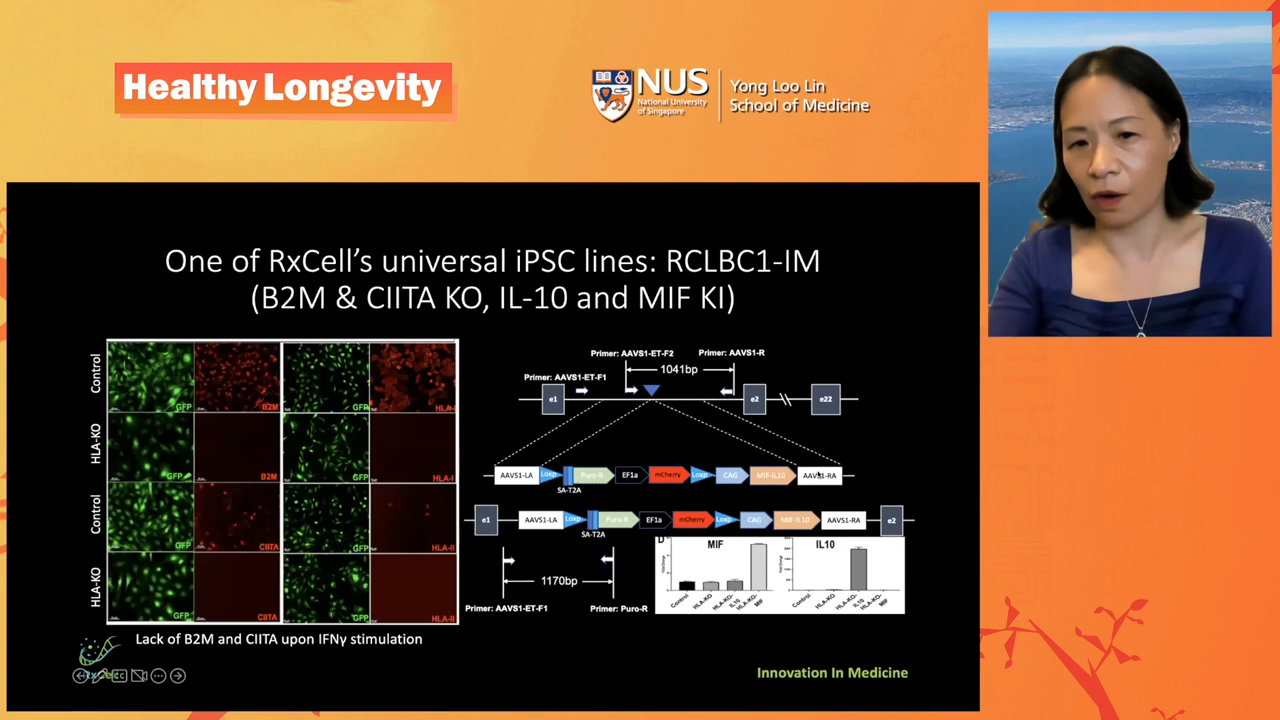 Healthy Longevity
NUS
National University
of Singapore
Yong Loo Lin
School of Medicine
One of RxCell's universal iPSC lines: RCLBC1-IM
(B2M & CIITA KO, IL-10 and MIF KI)
Control
GFP
B2M
GFP
HLA-I
HLA-KO
GFP
B2M
GFP
HLA-I
Control
GFP
CIITA
GFP
HLA-II
HLA-KO
GFP
CIITA
GFP
HLA-II
Lack of B2M and CIITA upon IFNγ stimulation
Primer: AAVS1-ET-F2
Primer: AAVS1-R
1041bp
Primer: AAVS1-ET-F1
e1
e2
e22
AAVS1-LA
Loxp
Puro-R
EF1a
mCherry
Loxp
CAG
MIF-IL10
AAVS1-RA
SA-T2A
e1
AAVS1-LA
Loxp
Puro-R
EF1a
mCherry
Loxp
CAG
MIF-IL10
AAVS1-RA
e2
SA-T2A
1170bp
Primer: AAVS1-ET-F1
Primer: Puro-R
D
MIF
Control
HLA-KO
HLA-KO-
IL10
HLA-KO-
MIF
IL10
Control
HLA-KO
HLA-KO-
IL10
HLA-KO-
MIF
Innovation In Medicine